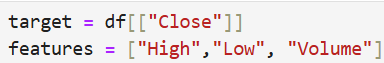 target = df[["Close"]]
features = ["High","Low", "Volume"]